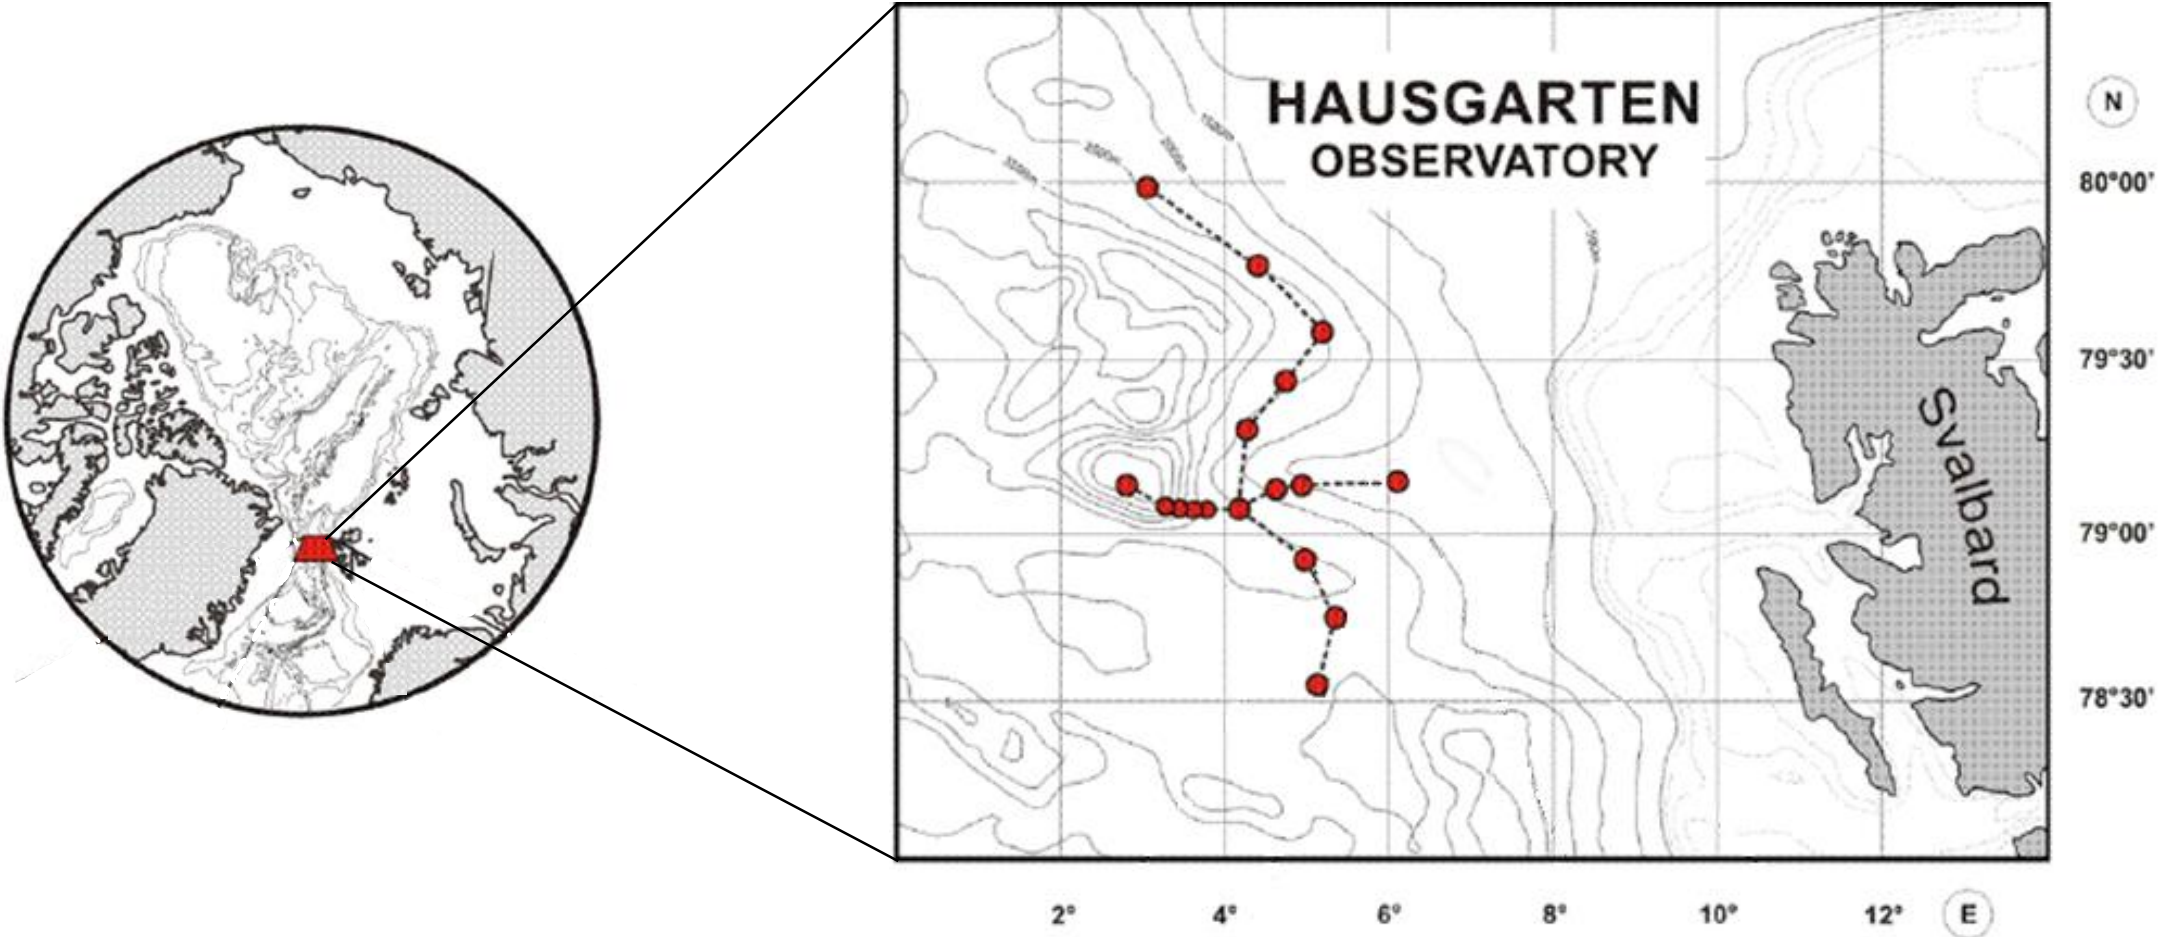 HAUSGARTEN
OBSERVATORY
N
80°00'
79°30'
79°00'
78°30'
Svalbard
2° 4° 6° 8° 10° 12° E